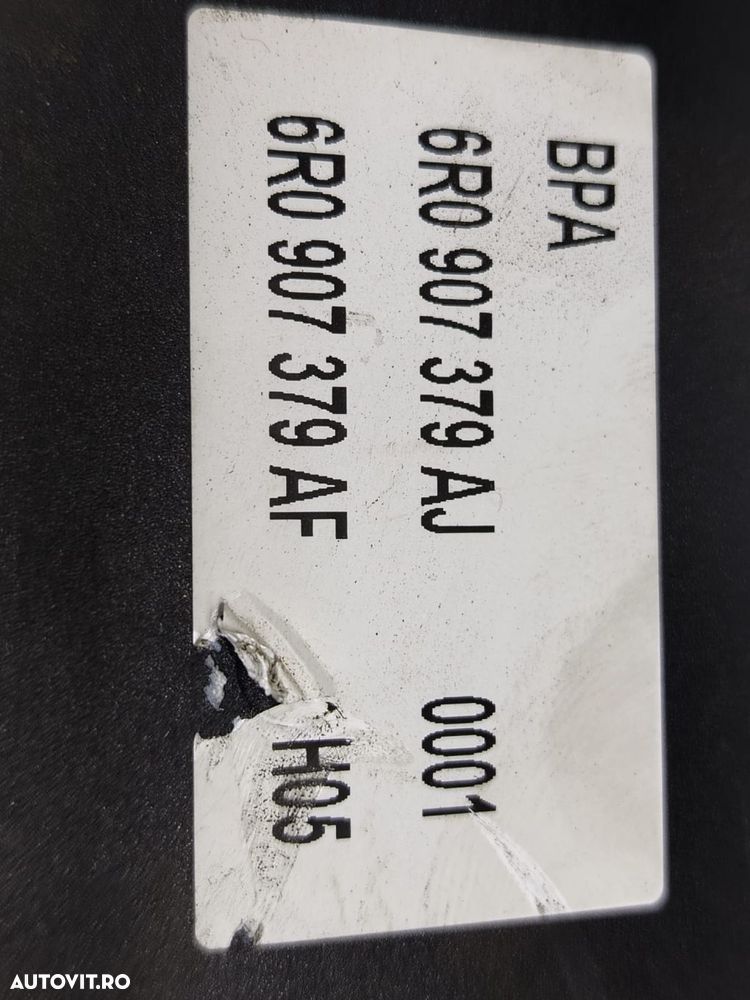 BPA
6R0 907 379 AJ 0001
6R0 907 379 AF H05
AUTOVIT.RO